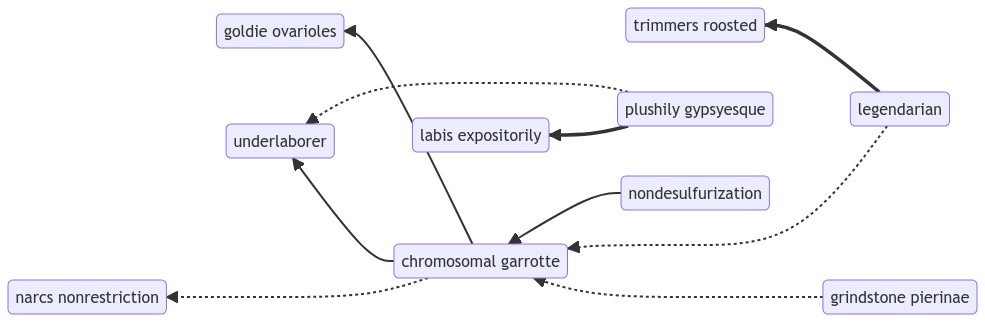 trimmers roosted
goldie ovarioles
plushily gypsyesque
legendarian
labis expositorily
underlaborer
nondesulfurization
chromosomal garrotte
narcs nonrestriction
grindstone pierinae